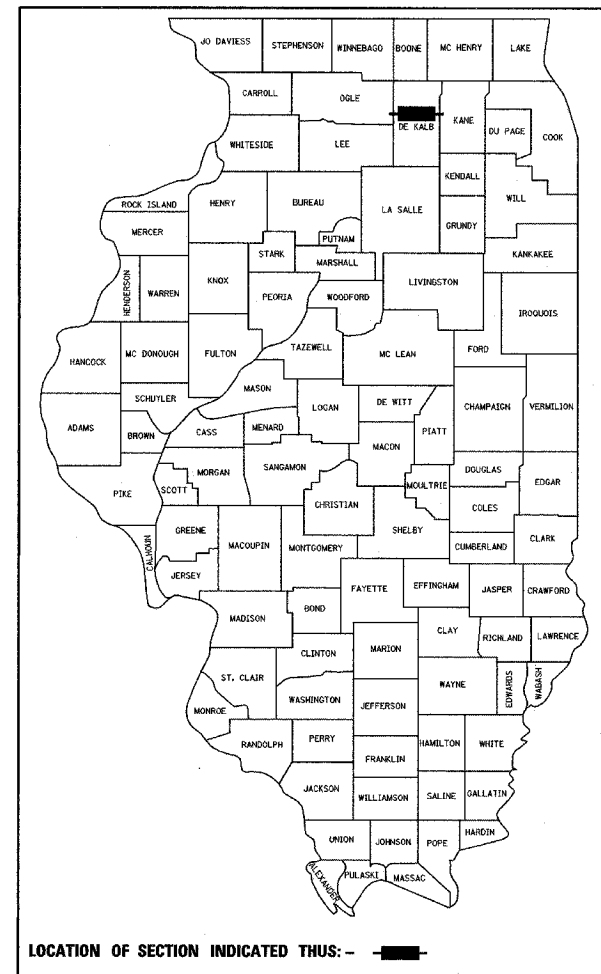 JO DAVIESS
STEPHENSON
WINNEBAGO
BOONE
MC HENRY
LAKE
CARROLL
OGLE
DE KALB
KANE
DU PAGE
COOK
WHITESIDE
LEE
KENDALL
WILL
ROCK ISLAND
HENRY
BUREAU
LA SALLE
GRUNDY
MERCER
PUTNAM
STARK
MARSHALL
KANKAKEE
HENDERSON
WARREN
KNOX
PEORIA
WOODFORD
LIVINGSTON
IROQUOIS
HANCOCK
MC DONOUGH
FULTON
TAZEWELL
MC LEAN
FORD
MASON
SCHUYLER
LOGAN
DE WITT
CHAMPAIGN
VERMILION
ADAMS
BROWN
CASS
MENARD
MACON
PIATT
PIKE
SCOTT
MORGAN
SANGAMON
CHRISTIAN
MOULTRIE
DOUGLAS
EDGAR
COLES
CALHOUN
GREENE
MACOUPIN
MONTGOMERY
SHELBY
CUMBERLAND
CLARK
JERSEY
FAYETTE
EFFINGHAM
JASPER
CRAWFORD
MADISON
BOND
CLAY
RICHLAND
LAWRENCE
CLINTON
MARION
ST. CLAIR
WAYNE
EDWARDS
WABASH
WASHINGTON
JEFFERSON
MONROE
RANDOLPH
PERRY
HAMILTON
WHITE
FRANKLIN
JACKSON
WILLIAMSON
SALINE
GALLATIN
UNION
JOHNSON
POPE
HARDIN
ALEXANDER
PULASKI
MASSAC
LOCATION OF SECTION INDICATED THUS: -